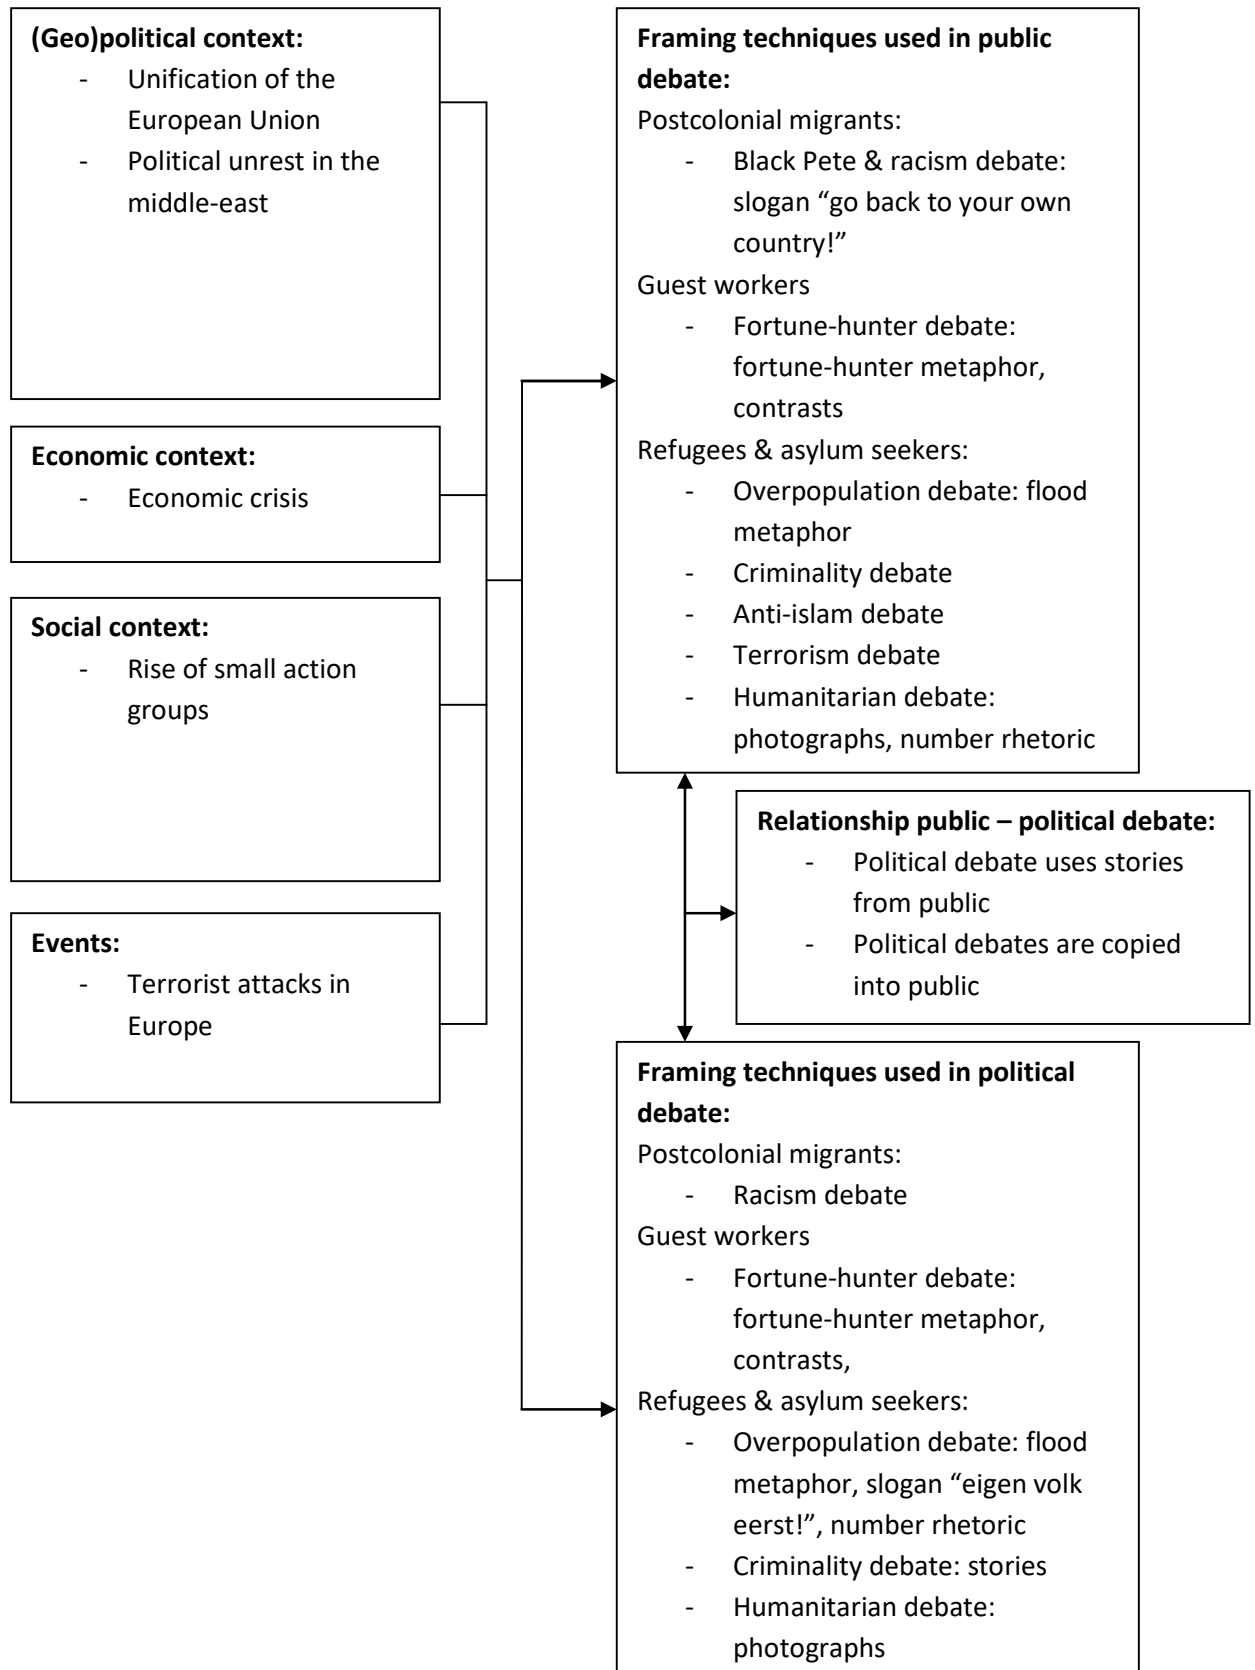 (Geo)political context:
- Unification of the
European Union
- Political unrest in the
middle-east
Economic context:
- Economic crisis
Social context:
- Rise of small action
groups
Events:
- Terrorist attacks in
Europe
Framing techniques used in public
debate:
Postcolonial migrants:
- Black Pete & racism debate:
slogan “go back to your own
country!”
Guest workers
- Fortune-hunter debate:
fortune-hunter metaphor,
contrasts
Refugees & asylum seekers:
- Overpopulation debate: flood
metaphor
- Criminality debate
- Anti-islam debate
- Terrorism debate
- Humanitarian debate:
photographs, number rhetoric
Relationship public – political debate:
- Political debate uses stories
from public
- Political debates are copied
into public
Framing techniques used in political
debate:
Postcolonial migrants:
- Racism debate
Guest workers
- Fortune-hunter debate:
fortune-hunter metaphor,
contrasts,
Refugees & asylum seekers:
- Overpopulation debate: flood
metaphor, slogan “eigen volk
eerst!”, number rhetoric
- Criminality debate: stories
- Humanitarian debate:
photographs